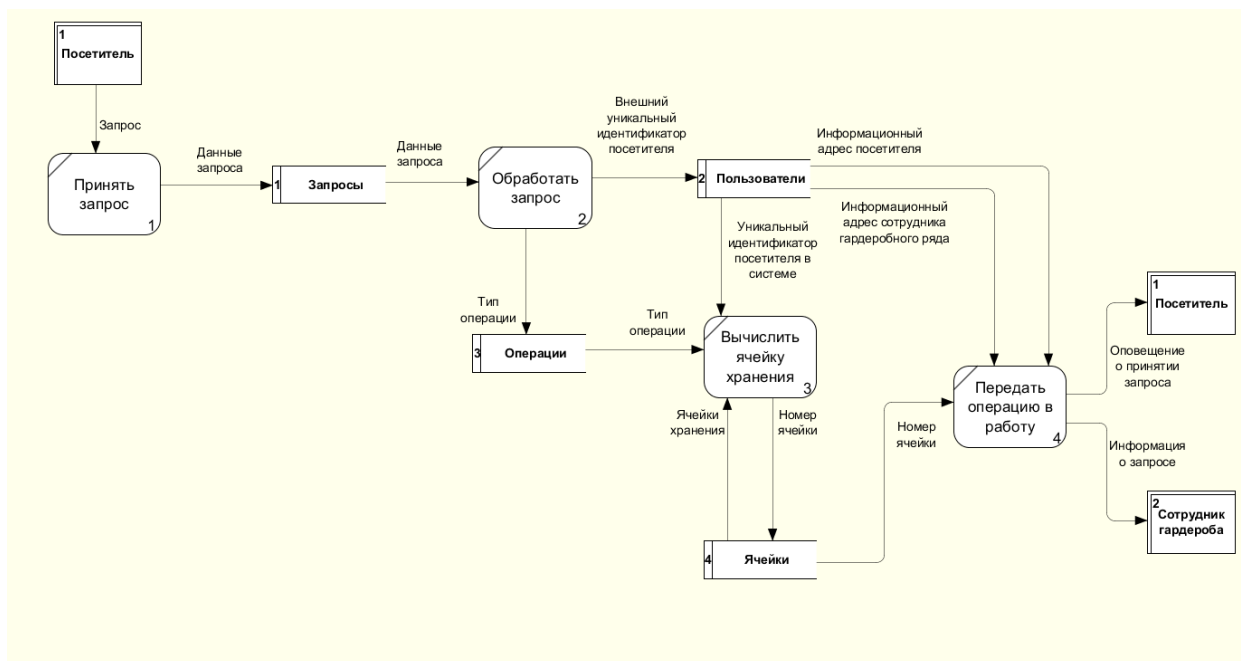 1
Посетитель
Запрос
Принять
запрос
1
Данные
запроса
1
Запросы
Данные
запроса
Обработать
запрос
2
Внешний
уникальный
идентификатор
посетителя
2
Пользователи
Информационный
адрес посетителя
Информационный
адрес сотрудника
гардеробного ряда
Уникальный
идентификатор
посетителя в
системе
Тип
операции
3
Операции
Тип
операции
Вычислить
ячейку
хранения
3
Ячейки
хранения
Номер
ячейки
4
Ячейки
Номер
ячейки
Передать
операцию в
работу
4
1
Посетитель
Оповещение
о принятии
запроса
Информация
о запросе
2
Сотрудник
гардероба